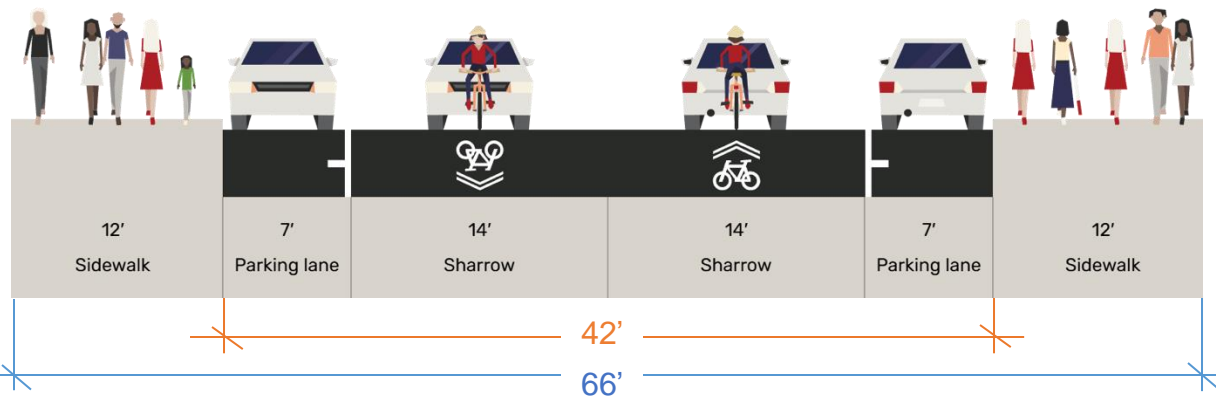 12′
Sidewalk
7′
Parking lane
14′
Sharrow
14′
Sharrow
7′
Parking lane
12′
Sidewalk
42’
66’